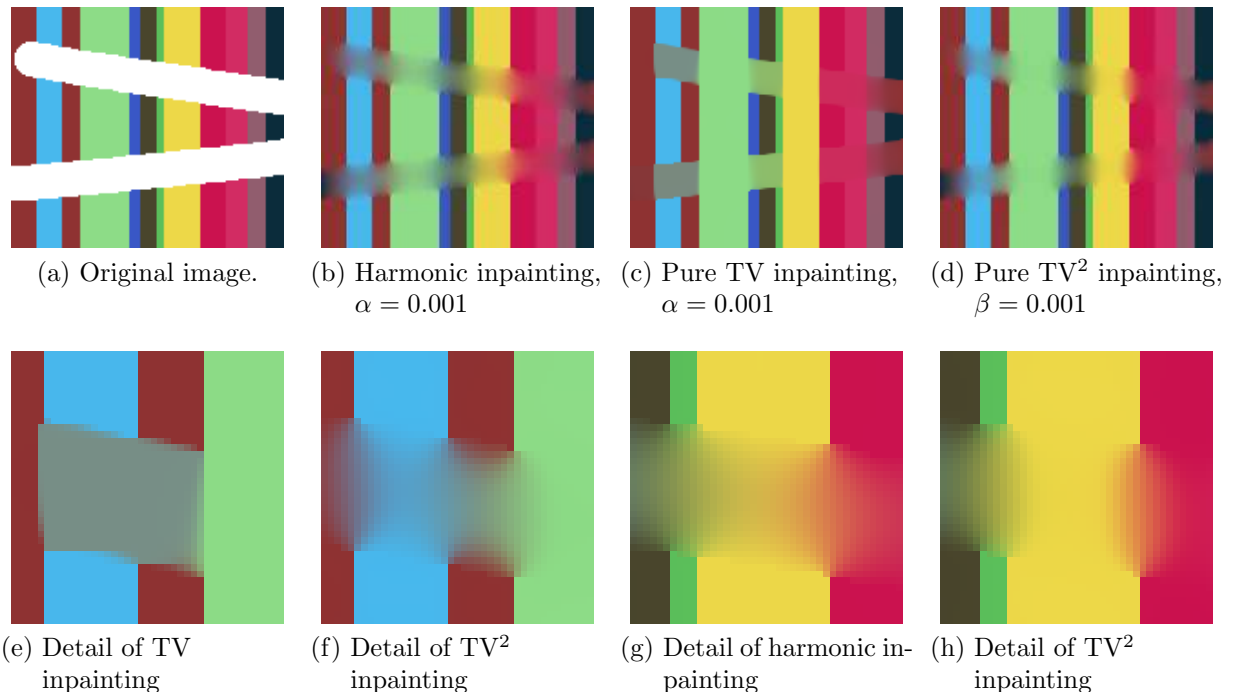 (a) Original image.
(b) Harmonic inpainting,
α = 0.001
(c) Pure TV inpainting,
α = 0.001
(d) Pure TV² inpainting,
β = 0.001
(e) Detail of TV
inpainting
(f) Detail of TV²
inpainting
(g) Detail of harmonic in-
painting
(h) Detail of TV²
inpainting